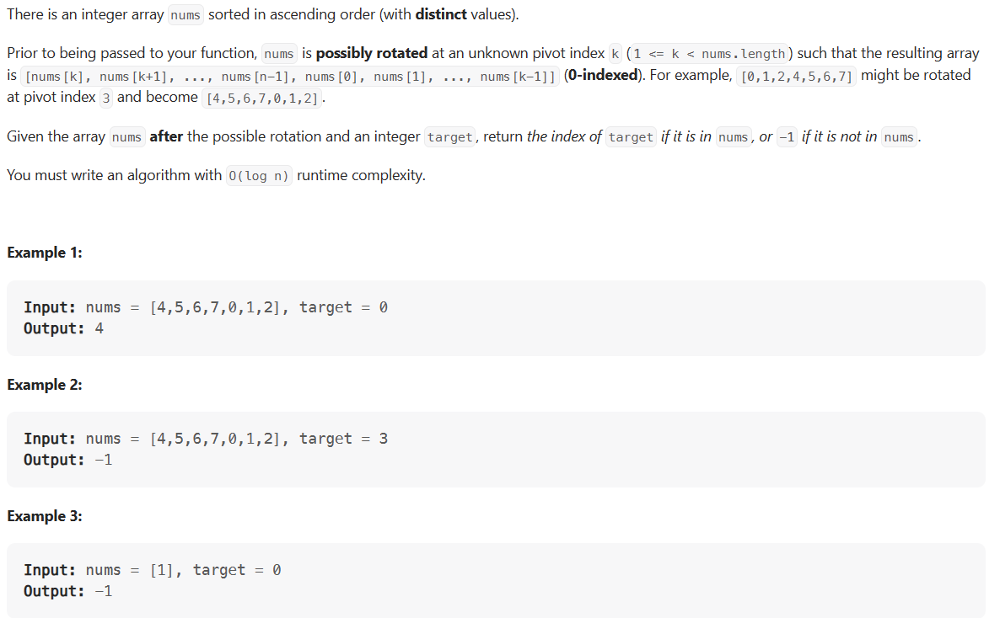 There is an integer array nums sorted in ascending order (with distinct values).
Prior to being passed to your function, nums is possibly rotated at an unknown pivot index k (1 <= k < nums.length) such that the resulting array
is [nums[k], nums[k+1], ..., nums[n-1], nums[0], nums[1], ..., nums[k-1]] (0-indexed). For example, [0,1,2,4,5,6,7] might be rotated
at pivot index 3 and become [4,5,6,7,0,1,2].
Given the array nums after the possible rotation and an integer target, return the index of target if it is in nums, or -1 if it is not in nums.
You must write an algorithm with O(log n) runtime complexity.
Example 1:
Input: nums = [4,5,6,7,0,1,2], target = 0
Output: 4
Example 2:
Input: nums = [4,5,6,7,0,1,2], target = 3
Output: -1
Example 3:
Input: nums = [1], target = 0
Output: -1